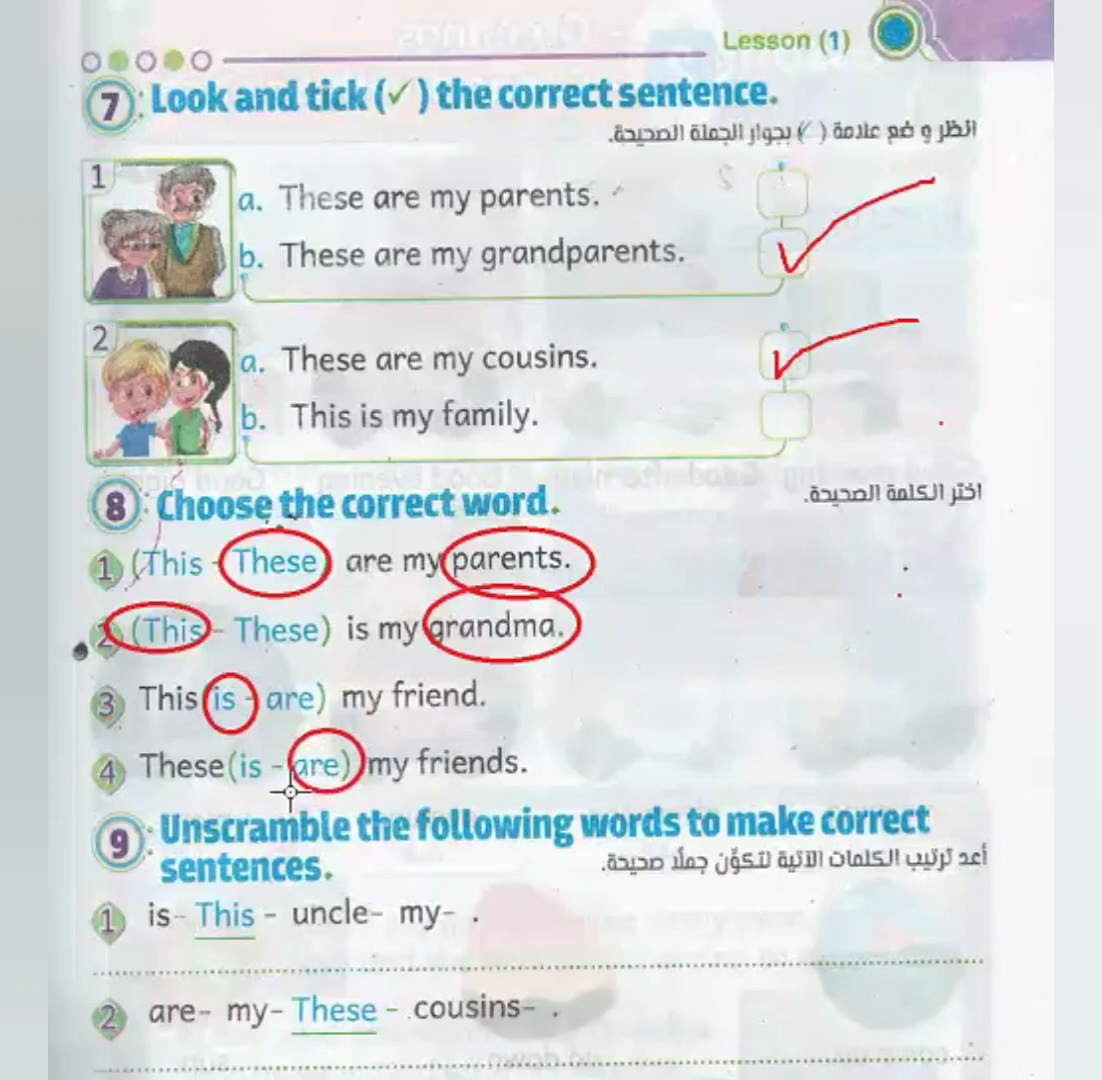 Lesson (1)
7 : Look and tick (✓) the correct sentence.
انظر و ضع علامة (✓) بجوار الجملة الصحيحة.
1
a. These are my parents.
b. These are my grandparents.
2
a. These are my cousins.
b. This is my family.
8 : Choose the correct word.
اختر الكلمة الصحيحة.
1 (This - These) are my parents.
2 (This - These) is my grandma.
3 This (is - are) my friend.
4 These (is - are) my friends.
9 : Unscramble the following words to make correct
sentences.
أعد ترتيب الكلمات الآتية لتكوِّن جملًا صحيحة.
1 is- This - uncle- my- .
2 are- my- These - cousins- .